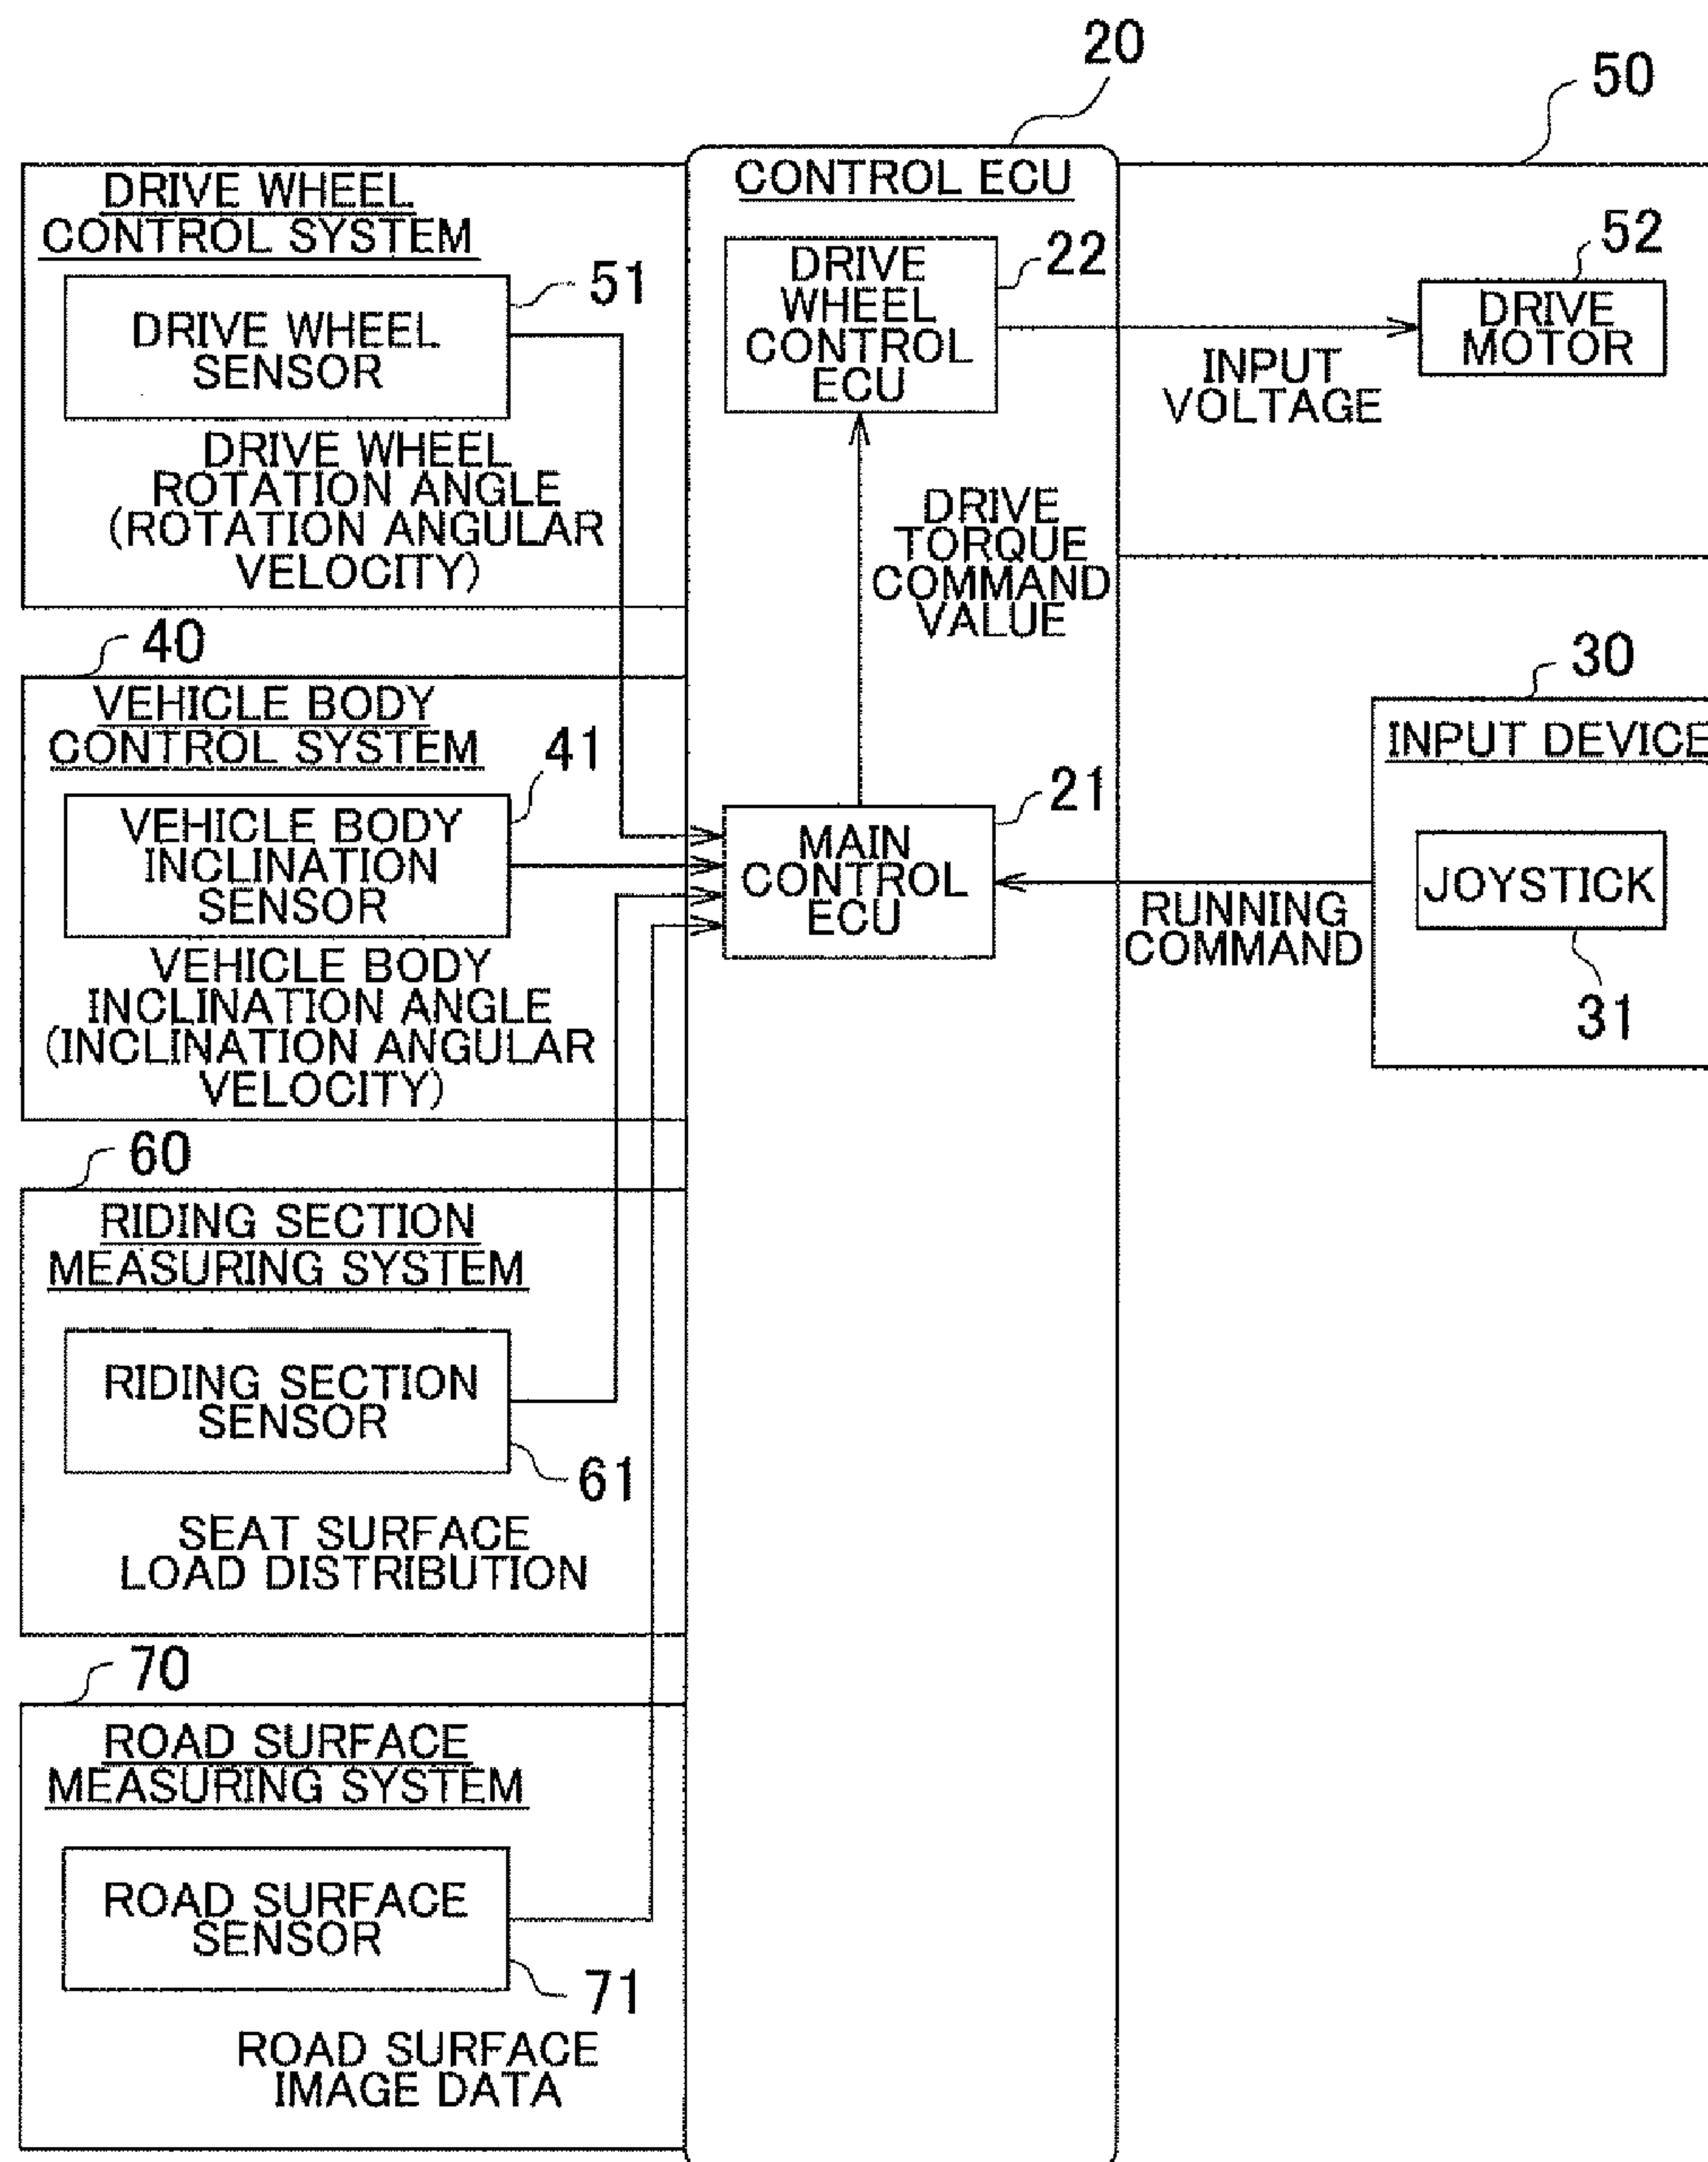 20
50
CONTROL ECU
DRIVE WHEEL
CONTROL SYSTEM
51
DRIVE WHEEL
SENSOR
DRIVE WHEEL
ROTATION ANGLE
(ROTATION ANGULAR
VELOCITY)
22
DRIVE
WHEEL
CONTROL
ECU
52
DRIVE
MOTOR
INPUT
VOLTAGE
DRIVE
TORQUE
COMMAND
VALUE
40
VEHICLE BODY
CONTROL SYSTEM
41
VEHICLE BODY
INCLINATION
SENSOR
VEHICLE BODY
INCLINATION ANGLE
(INCLINATION ANGULAR
VELOCITY)
21
MAIN
CONTROL
ECU
30
INPUT DEVICE
JOYSTICK
31
RUNNING
COMMAND
60
RIDING SECTION
MEASURING SYSTEM
RIDING SECTION
SENSOR
61
SEAT SURFACE
LOAD DISTRIBUTION
70
ROAD SURFACE
MEASURING SYSTEM
ROAD SURFACE
SENSOR
71
ROAD SURFACE
IMAGE DATA